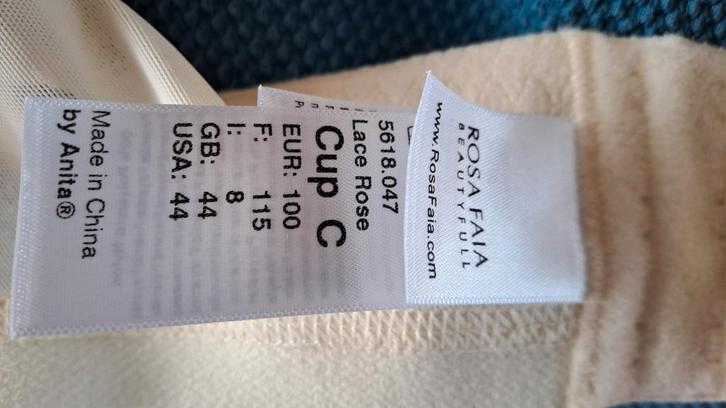 ROSA FAIA
BEAUTYFULL
www.RosaFaia.com
5618.047
Lace Rose
Cup C
EUR: 100
F: 115
I: 8
GB: 44
USA: 44
Made in China
by Anita®